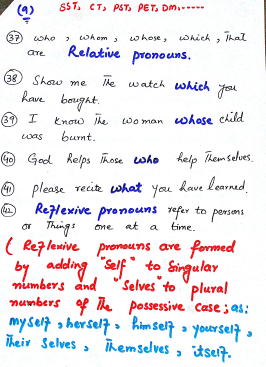 (9) SST, CT, PST, PET, DM,-----
(37) who, whom, whose, which, That
are Relative pronouns.
(38) Show me The watch which you
have bought.
(39) I know The woman whose child
was burnt.
(40) God helps Those who help Themselves.
(41) please recite what you have learned.
(42) Reflexive pronouns refer to persons
or Things one at a time.
( Reflexive pronouns are formed
by adding "Self" to Singular
numbers and "selves" to plural
numbers of The possessive case; as:
myself, herself, himself, yourself,
Their selves, Themselves, itself.